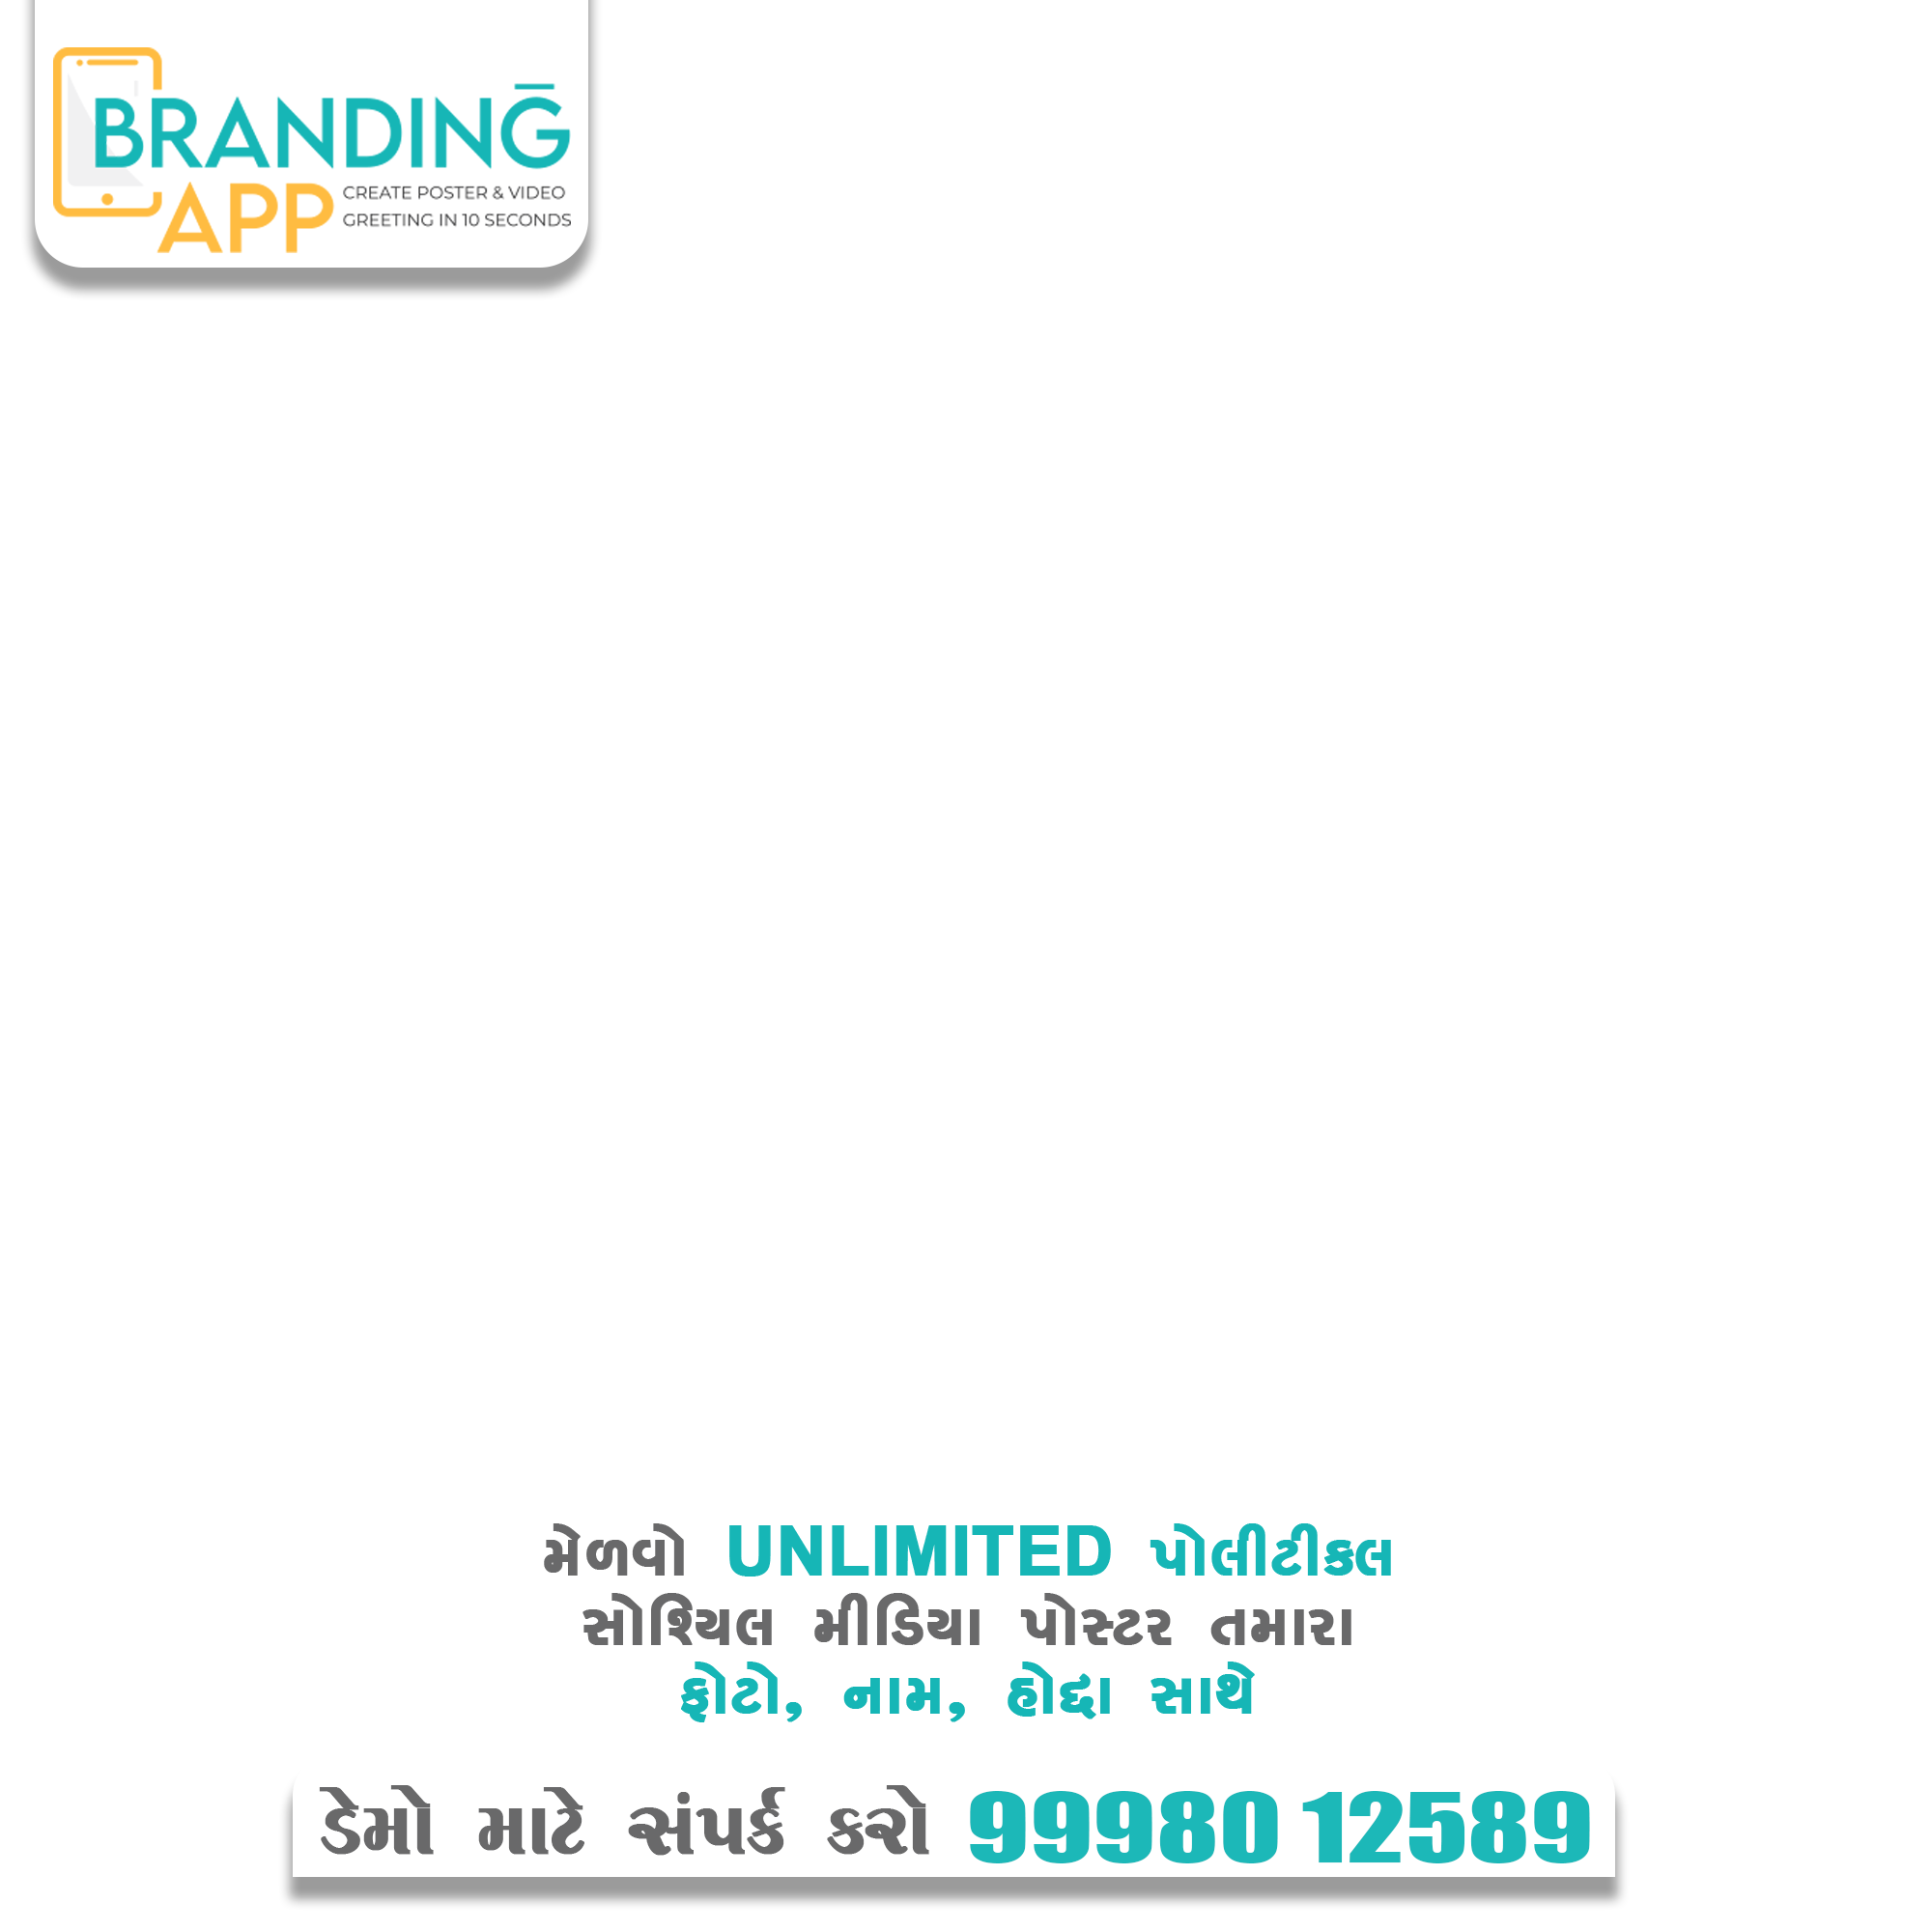 BRANDING
APP
CREATE POSTER & VIDEO
GREETING IN 10 SECONDS
મેળવો UNLIMITED પોલીટીકલ
સોશ્યિલ મીડિયા પોસ્ટર તમારા
ફોટો, નામ, હોદ્દા સાથે
ડેમો માટે સંપર્ક કરો 99980 12589